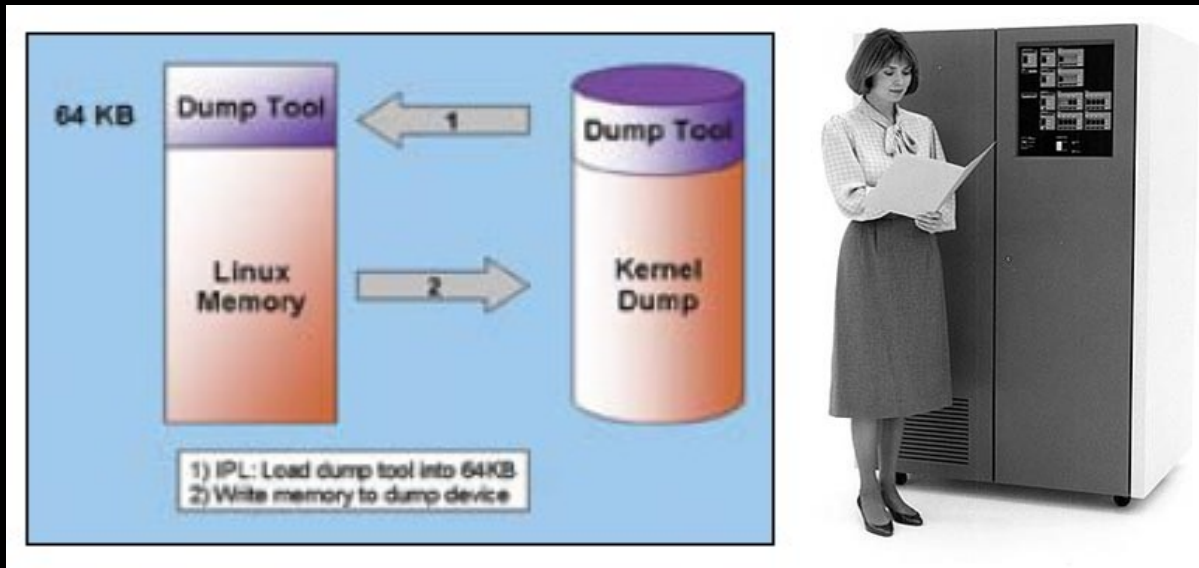 64 KB
Dump Tool
1
Dump Tool
Linux
Memory
2
Kernel
Dump
1) IPL: Load dump tool into 64KB
2) Write memory to dump device